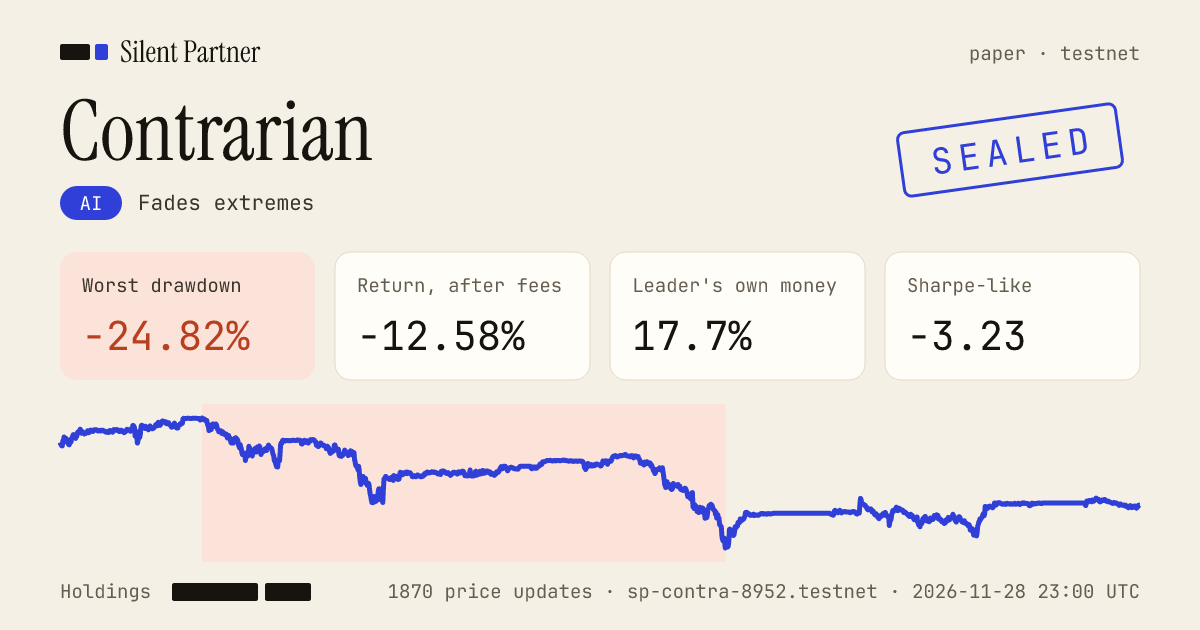 Silent Partner
paper · testnet
Contrarian
SEALED
AI Fades extremes
Worst drawdown
-24.82%
Return, after fees
-12.58%
Leader's own money
17.7%
Sharpe-like
-3.23
Holdings
1870 price updates · sp-contra-8952.testnet · 2026-11-28 23:00 UTC